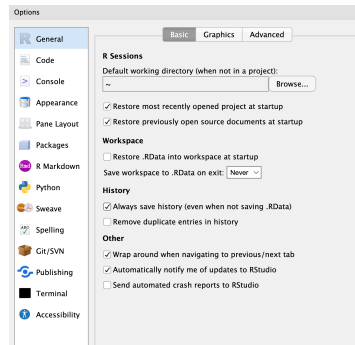 Options
General
Code
Console
Appearance
Pane Layout
Packages
R Markdown
Python
Sweave
Spelling
Git/SVN
Publishing
Terminal
Accessibility
Basic Graphics Advanced
R Sessions
Default working directory (when not in a project):
~ Browse...
Restore most recently opened project at startup
Restore previously open source documents at startup
Workspace
Restore .RData into workspace at startup
Save workspace to .RData on exit: Never
History
Always save history (even when not saving .RData)
Remove duplicate entries in history
Other
Wrap around when navigating to previous/next tab
Automatically notify me of updates to RStudio
Send automated crash reports to RStudio